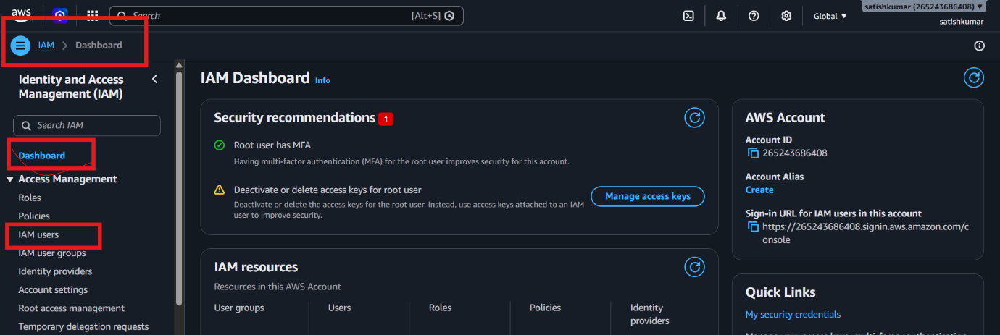 aws
Search
[Alt+S]
Global
satishkumar (265243686408)
satishkumar
IAM
Dashboard
Identity and Access
Management (IAM)
Search IAM
Dashboard
Access Management
Roles
Policies
IAM users
IAM user groups
Identity providers
Account settings
Root access management
Temporary delegation requests
IAM Dashboard Info
Security recommendations 1
Root user has MFA
Having multi-factor authentication (MFA) for the root user improves security for this account.
Deactivate or delete access keys for root user
Deactivate or delete the access keys for the root user. Instead, use access keys attached to an IAM
user to improve security.
Manage access keys
IAM resources
Resources in this AWS Account
User groups
Users
Roles
Policies
Identity
providers
AWS Account
Account ID
265243686408
Account Alias
Create
Sign-in URL for IAM users in this account
https://265243686408.signin.aws.amazon.com/c
onsole
Quick Links
My security credentials